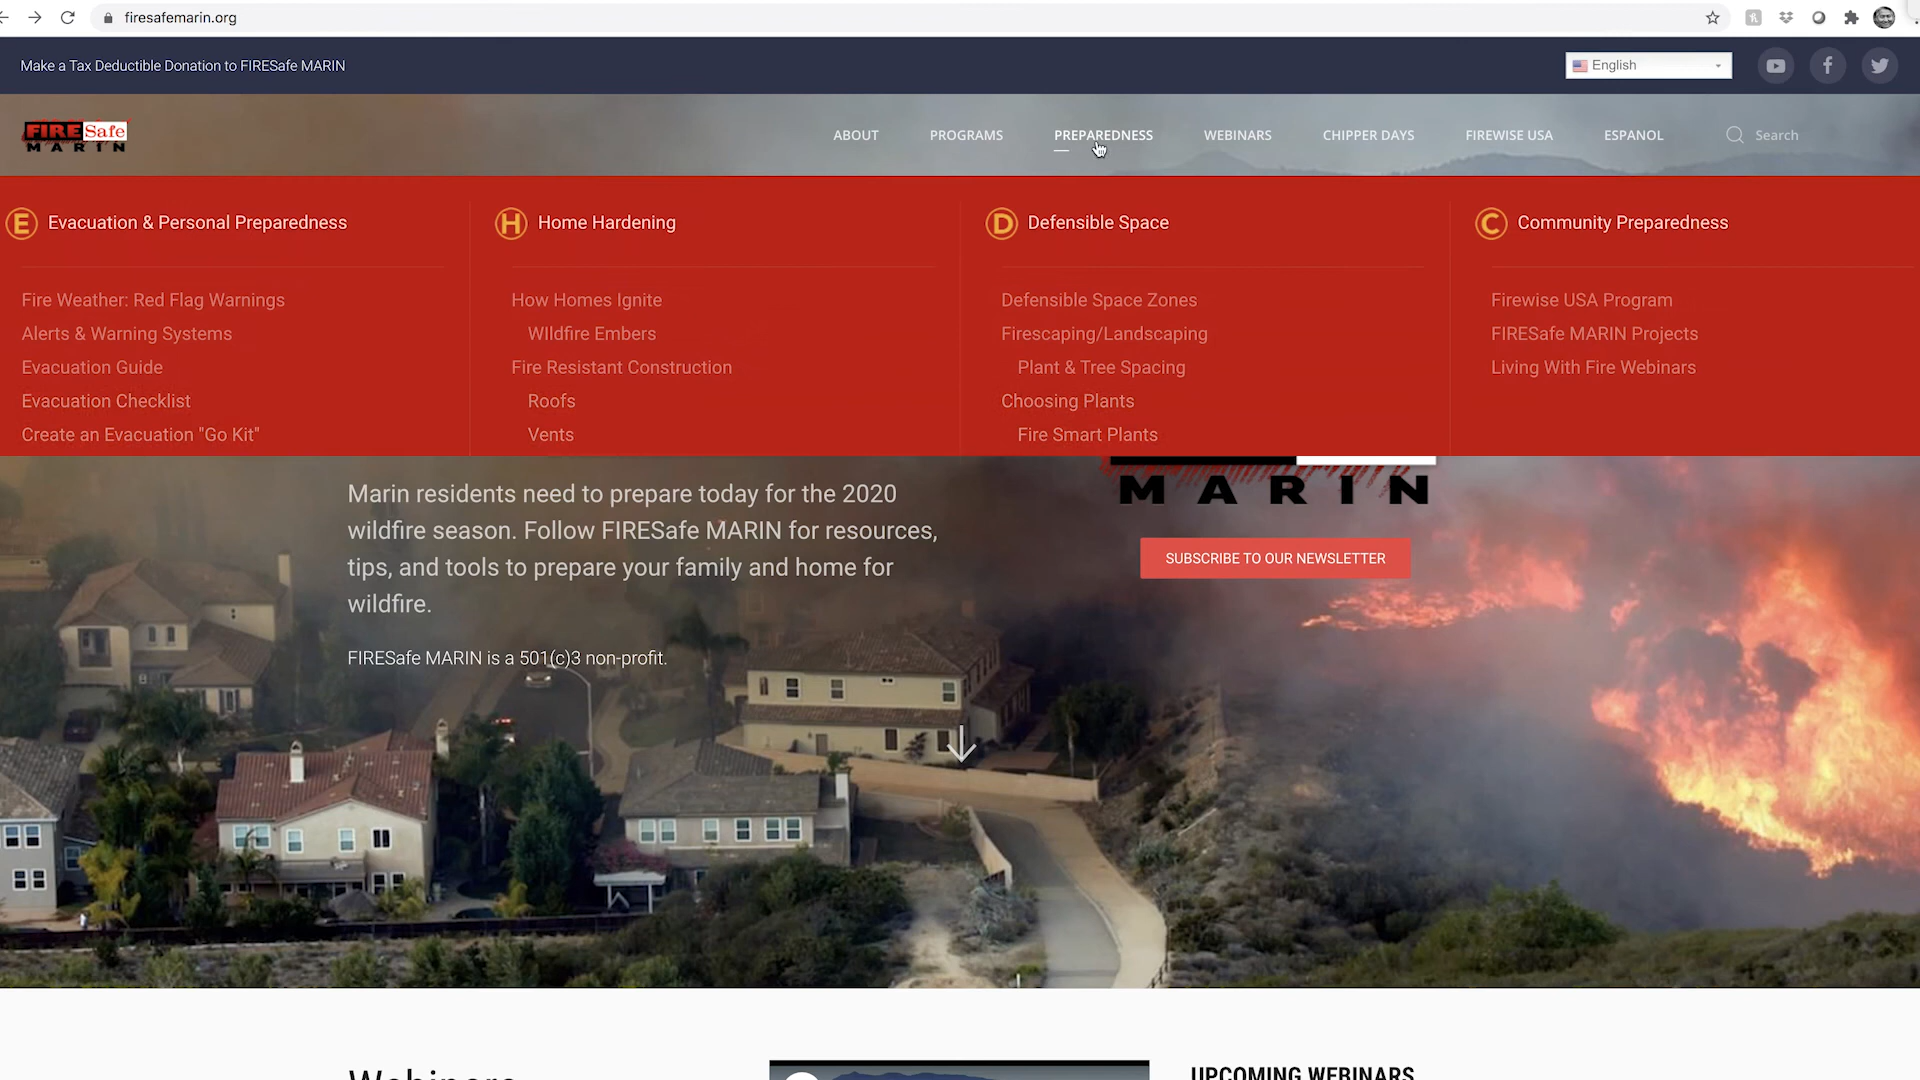 firesafemarin.org
Make a Tax Deductible Donation to FIRESafe MARIN
English
FIRE Safe
MARIN
ABOUT
PROGRAMS
PREPAREDNESS
WEBINARS
CHIPPER DAYS
FIREWISE USA
ESPANOL
Search
E Evacuation & Personal Preparedness
Fire Weather: Red Flag Warnings
Alerts & Warning Systems
Evacuation Guide
Evacuation Checklist
Create an Evacuation "Go Kit"
H Home Hardening
How Homes Ignite
WIldfire Embers
Fire Resistant Construction
Roofs
Vents
D Defensible Space
Defensible Space Zones
Firescaping/Landscaping
Plant & Tree Spacing
Choosing Plants
Fire Smart Plants
C Community Preparedness
Firewise USA Program
FIRESafe MARIN Projects
Living With Fire Webinars
Marin residents need to prepare today for the 2020
wildfire season. Follow FIRESafe MARIN for resources,
tips, and tools to prepare your family and home for
wildfire.
FIRESafe MARIN is a 501(c)3 non-profit.
MARIN
SUBSCRIBE TO OUR NEWSLETTER
Webinars
UPCOMING WEBINARS